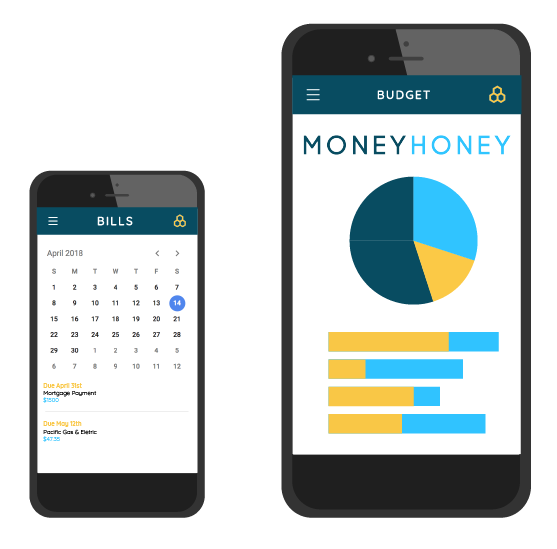 BILLS
April 2018
S M T W T F S
1 2 3 4 5 6 7
8 9 10 11 12 13 14
15 16 17 18 19 20 21
22 23 24 25 26 27 28
29 30 1 2 3 4 5
6 7 8 9 10 11 12
Due April 31st
Mortgage Payment
$1500
Due May 12th
Pacific Gas & Eletric
$47.35
BUDGET
MONEYHONEY